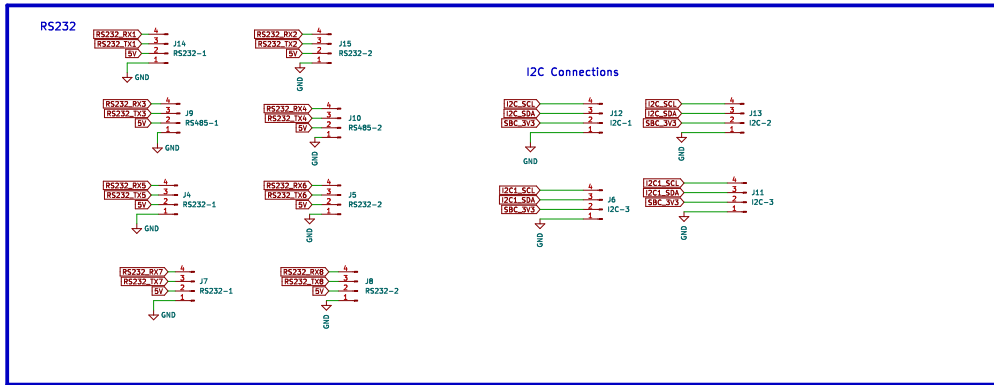 RS232
RS232_RX1 4
RS232_TX1 3 J14
5V 2 RS232-1
1
GND
RS232_RX2 4
RS232_TX2 3 J15
5V 2 RS232-2
1
GND
I2C Connections
RS232_RX3 4
RS232_TX3 3 J9
5V 2 RS485-1
1
GND
RS232_RX4 4
RS232_TX4 3 J10
5V 2 RS485-2
1
GND
I2C_SCL 4
I2C_SDA 3 J12
SBC_3V3 2 I2C-1
1
GND
I2C_SCL 4
I2C_SDA 3 J13
SBC_3V3 2 I2C-2
1
GND
RS232_RX5 4
RS232_TX5 3 J4
5V 2 RS232-1
1
GND
RS232_RX6 4
RS232_TX6 3 J5
5V 2 RS232-2
1
GND
I2C1_SCL 4
I2C1_SDA 3 J6
SBC_3V3 2 I2C-3
1
GND
I2C1_SCL 4
I2C1_SDA 3 J11
SBC_3V3 2 I2C-3
1
GND
RS232_RX7 4
RS232_TX7 3 J7
5V 2 RS232-1
1
GND
RS232_RX8 4
RS232_TX8 3 J8
5V 2 RS232-2
1
GND